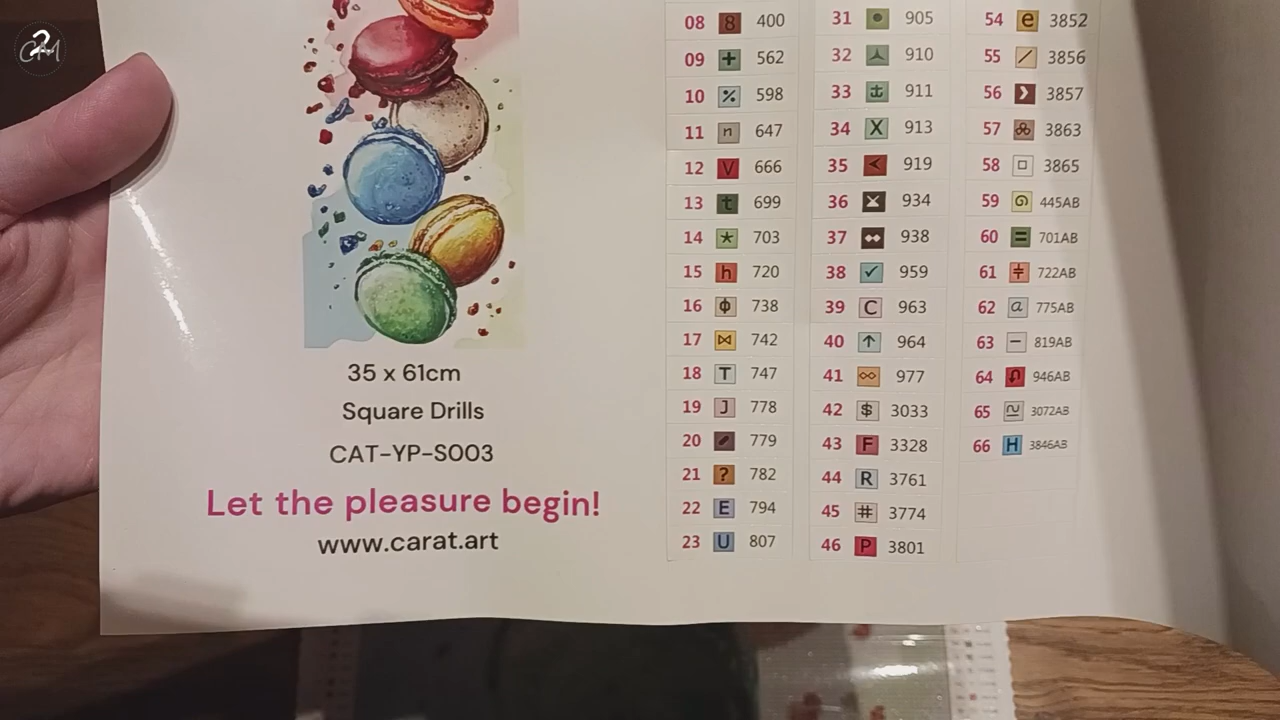 CM
08 8 400
09 + 562
10 % 598
11 n 647
12 V 666
13 t 699
14 ★ 703
15 h 720
16 ф 738
17 ⋈ 742
18 T 747
19 J 778
20 779
21 ? 782
22 E 794
23 U 807
31 ● 905
32 910
33 911
34 X 913
35 919
36 934
37 ◆◆ 938
38 ✓ 959
39 C 963
40 ↑ 964
41 ∞ 977
42 $ 3033
43 F 3328
44 R 3761
45 # 3774
46 P 3801
54 e 3852
55 / 3856
56 ❯ 3857
57 3863
58 □ 3865
59 445AB
60 = 701AB
61 ‡ 722AB
62 a 775AB
63 − 819AB
64 946AB
65 3072AB
66 H 3846AB
35 x 61cm
Square Drills
CAT-YP-S003
Let the pleasure begin!
www.carat.art